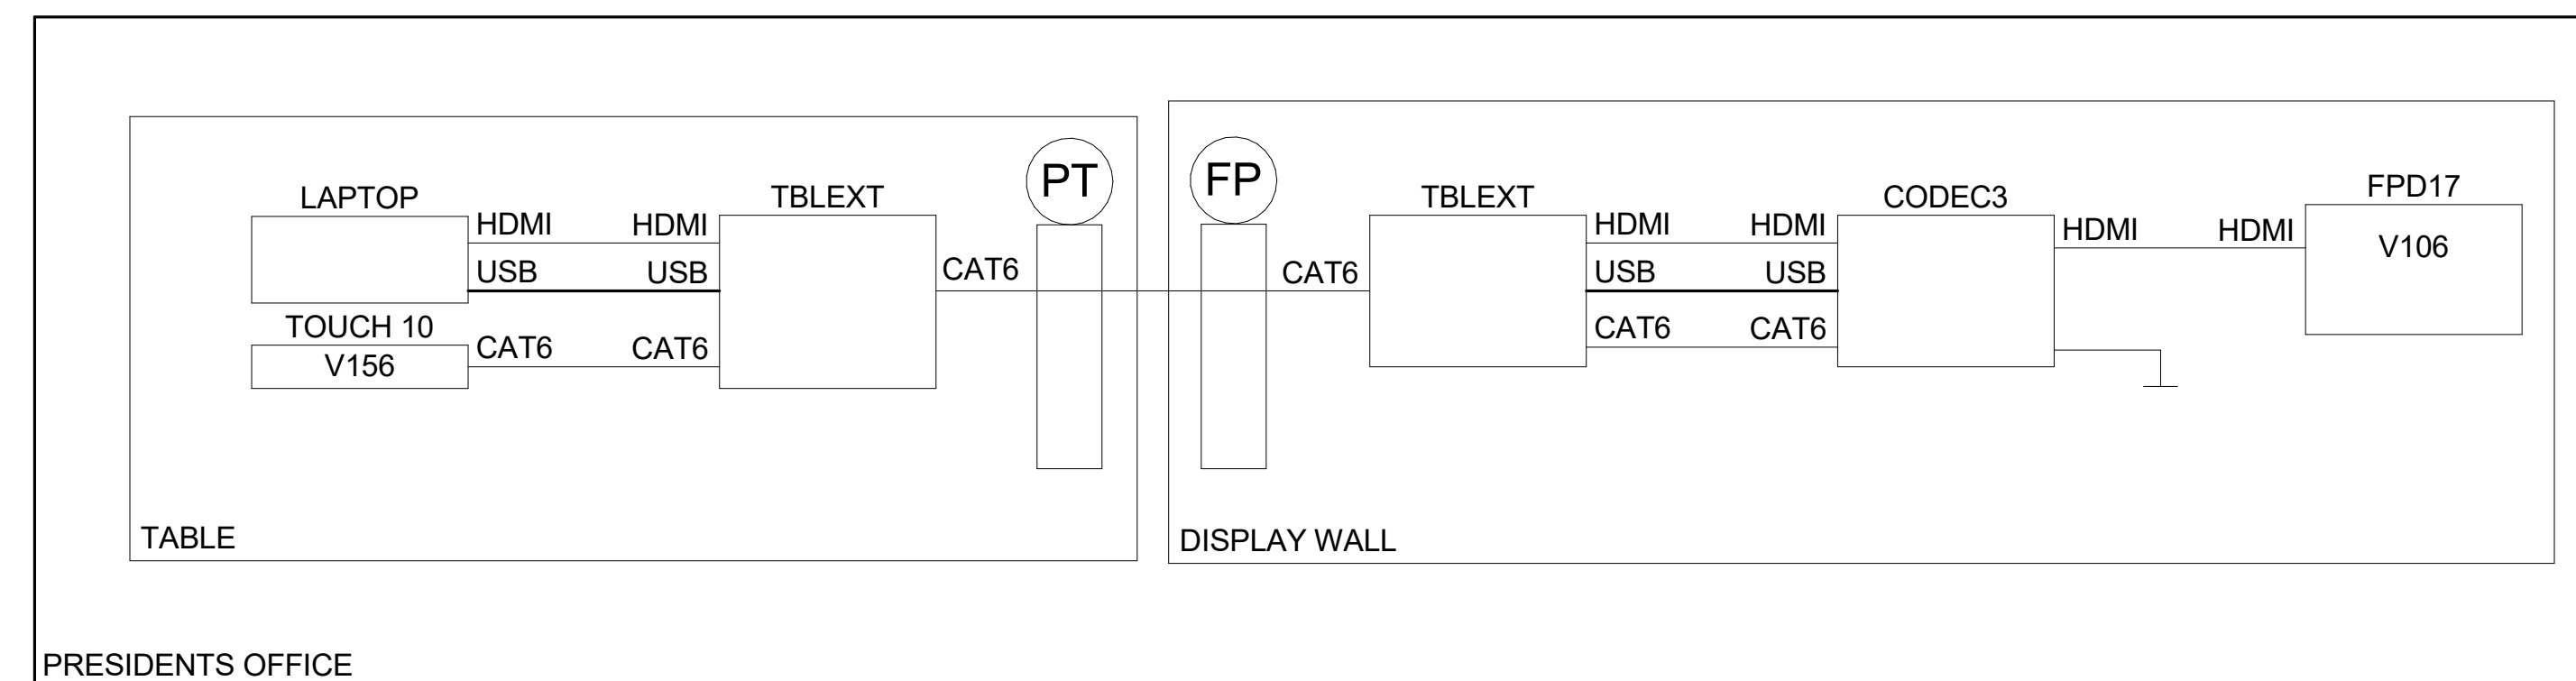 PT
FP
LAPTOP
TBLEXT
TBLEXT
CODEC3
FPD17
HDMI HDMI
HDMI HDMI
HDMI HDMI
V106
USB USB
CAT6
CAT6
USB USB
TOUCH 10
V156
CAT6 CAT6
CAT6 CAT6
TABLE
DISPLAY WALL
PRESIDENTS OFFICE